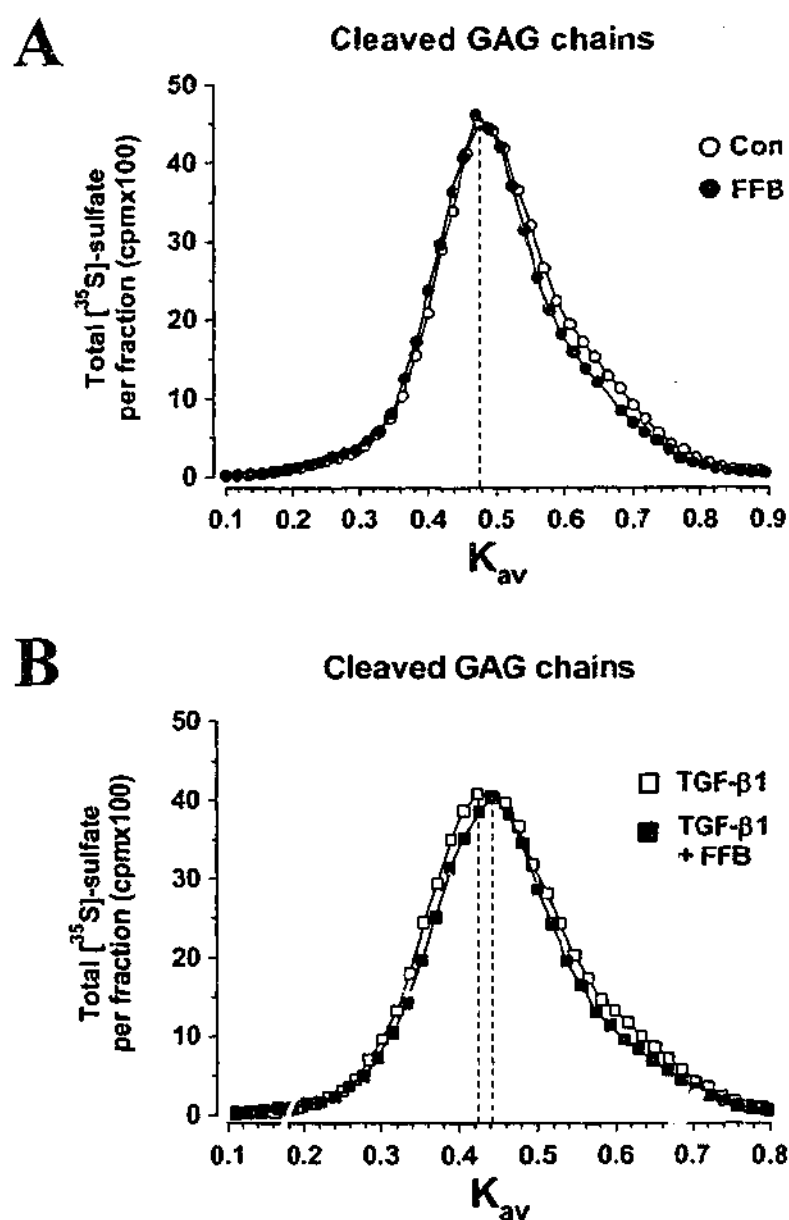 A
Cleaved GAG chains
Total [35S]-sulfate
per fraction (cpmx100)
50
40
30
20
10
0
Con
FFB
0.1 0.2 0.3 0.4 0.5 0.6 0.7 0.8 0.9
Kav
B
Cleaved GAG chains
Total [35S]-sulfate
per fraction (cpmx100)
50
40
30
20
10
0
TGF-β1
TGF-β1
+ FFB
0.1 0.2 0.3 0.4 0.5 0.6 0.7 0.8
Kav